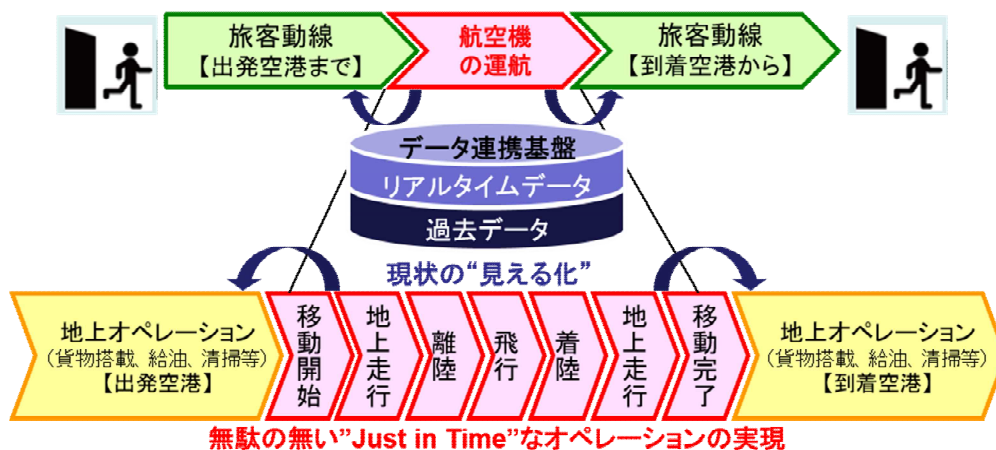 旅客動線
【出発空港まで】
航空機
の運航
旅客動線
【到着空港から】
データ連携基盤
リアルタイムデータ
過去データ
現状の“見える化”
地上オペレーション
（貨物搭載、給油、清掃等）
【出発空港】
移動開始
地上走行
離陸
飛行
着陸
地上走行
移動完了
地上オペレーション
（貨物搭載、給油、清掃等）
【到着空港】
無駄の無い”Just in Time”なオペレーションの実現